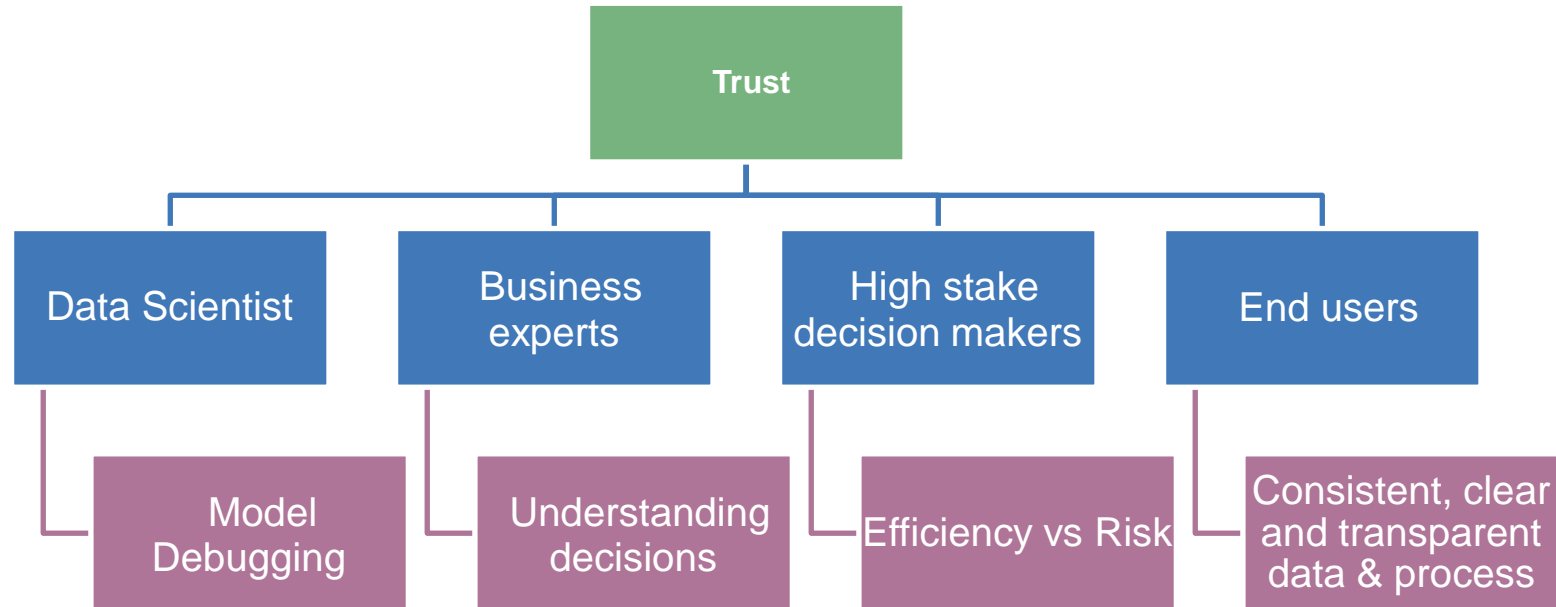 Trust
Data Scientist
Business
experts
High stake
decision makers
End users
Model
Debugging
Understanding
decisions
Efficiency vs Risk
Consistent, clear
and transparent
data & process